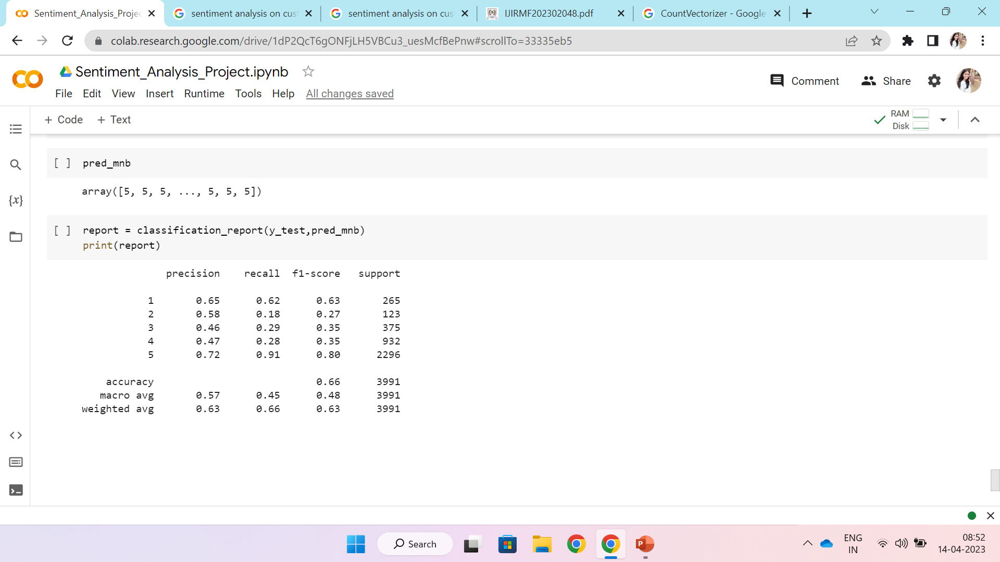 Sentiment_Analysis_Projec
sentiment analysis on cust
sentiment analysis on cus
IJIRMF202302048.pdf
CountVectorizer - Google
colab.research.google.com/drive/1dP2QcT6gONFjLH5VBCu3_uesMcfBePnw#scrollTo=33335eb5
Sentiment_Analysis_Project.ipynb
Comment
Share
File Edit View Insert Runtime Tools Help All changes saved
+ Code + Text
RAM
Disk
{x}
[ ] pred_mnb
array([5, 5, 5, ..., 5, 5, 5])
[ ] report = classification_report(y_test,pred_mnb)
print(report)
precision recall f1-score support
1 0.65 0.62 0.63 265
2 0.58 0.18 0.27 123
3 0.46 0.29 0.35 375
4 0.47 0.28 0.35 932
5 0.72 0.91 0.80 2296
accuracy 0.66 3991
macro avg 0.57 0.45 0.48 3991
weighted avg 0.63 0.66 0.63 3991
Search
P
ENG
IN
08:52
14-04-2023